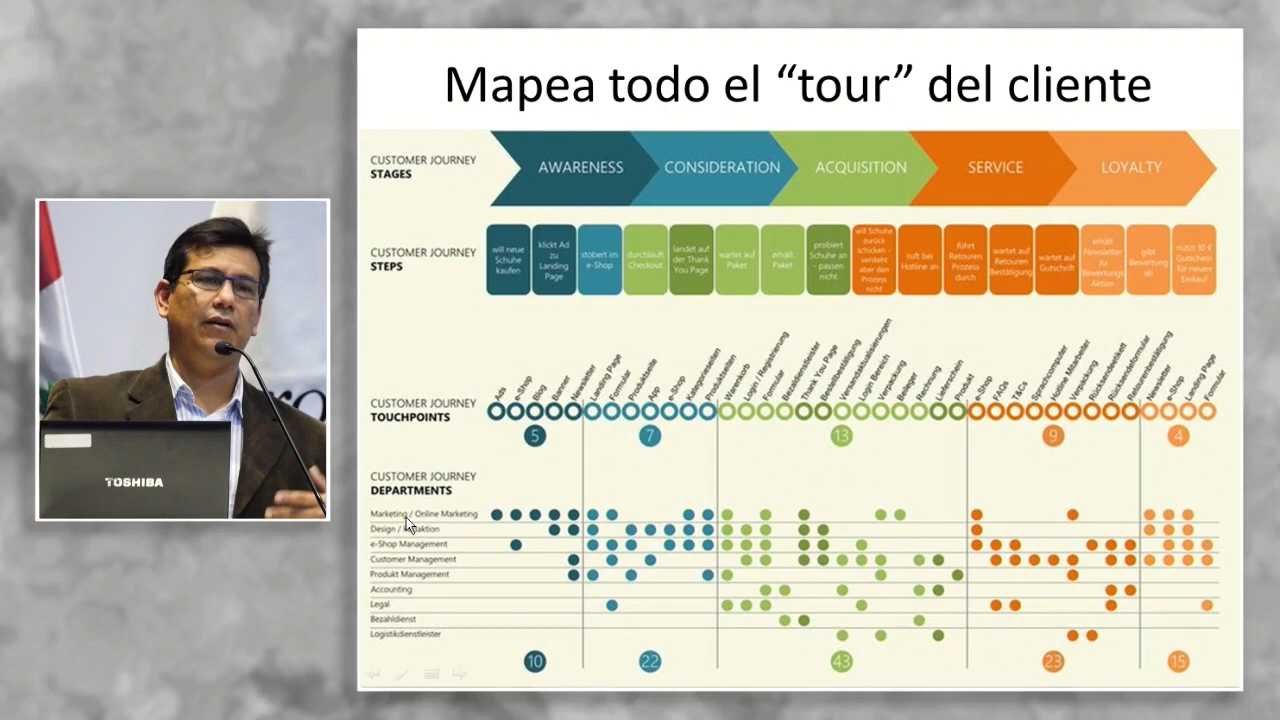 Mapea todo el “tour” del cliente
CUSTOMER JOURNEY
STAGES
AWARENESS
CONSIDERATION
ACQUISITION
SERVICE
LOYALTY
CUSTOMER JOURNEY
STEPS
will neue Schuhe kaufen
klickt Ad zu Landing Page
stöbert im e-Shop
durchläuft Checkout
landet auf der Thank You Page
wartet auf Paket
erhält Paket
probiert Schuhe an - passen nicht
will Schuhe zurück schicken - versteht aber den Prozess nicht
ruft bei Hotline an
führt Retouren Prozess durch
wartet auf Retouren Bestätigung
wartet auf Gutschrift
erhält Newsletter zu Bewertungs Aktion
gibt Bewertung ab
nutzt 10 € Gutschein für neuen Einkauf
CUSTOMER JOURNEY
TOUCHPOINTS
Ads
e-Shop
Blog
Banner
Newsletter
Landing Page
Formular
Produktseite
App
e-Shop
Kategorieseiten
Produktseiten
Warenkorb
Login / Registrierung
Formular
Bezahldienstleister
Thank You Page
Bestellbestätigung
Versandaktualisierungen
Login Bereich
Verpackung
Beileger
Rechnung
Lieferschein
Produkt
e-Shop
FAQs
T&Cs
Sprachcomputer
Hotline Mitarbeiter
Verpackung
Rücksendeetikett
Rücksendeformular
Retourenbestätigung
Newsletter
e-Shop
Landing Page
Formular
5
7
13
9
4
CUSTOMER JOURNEY
DEPARTMENTS
Marketing / Online Marketing
Design /
e-Shop Management
Customer Management
Produkt Management
Accounting
Legal
Bezahldienst
Logistikdienstleister
10
22
43
23
15
TOSHIBA